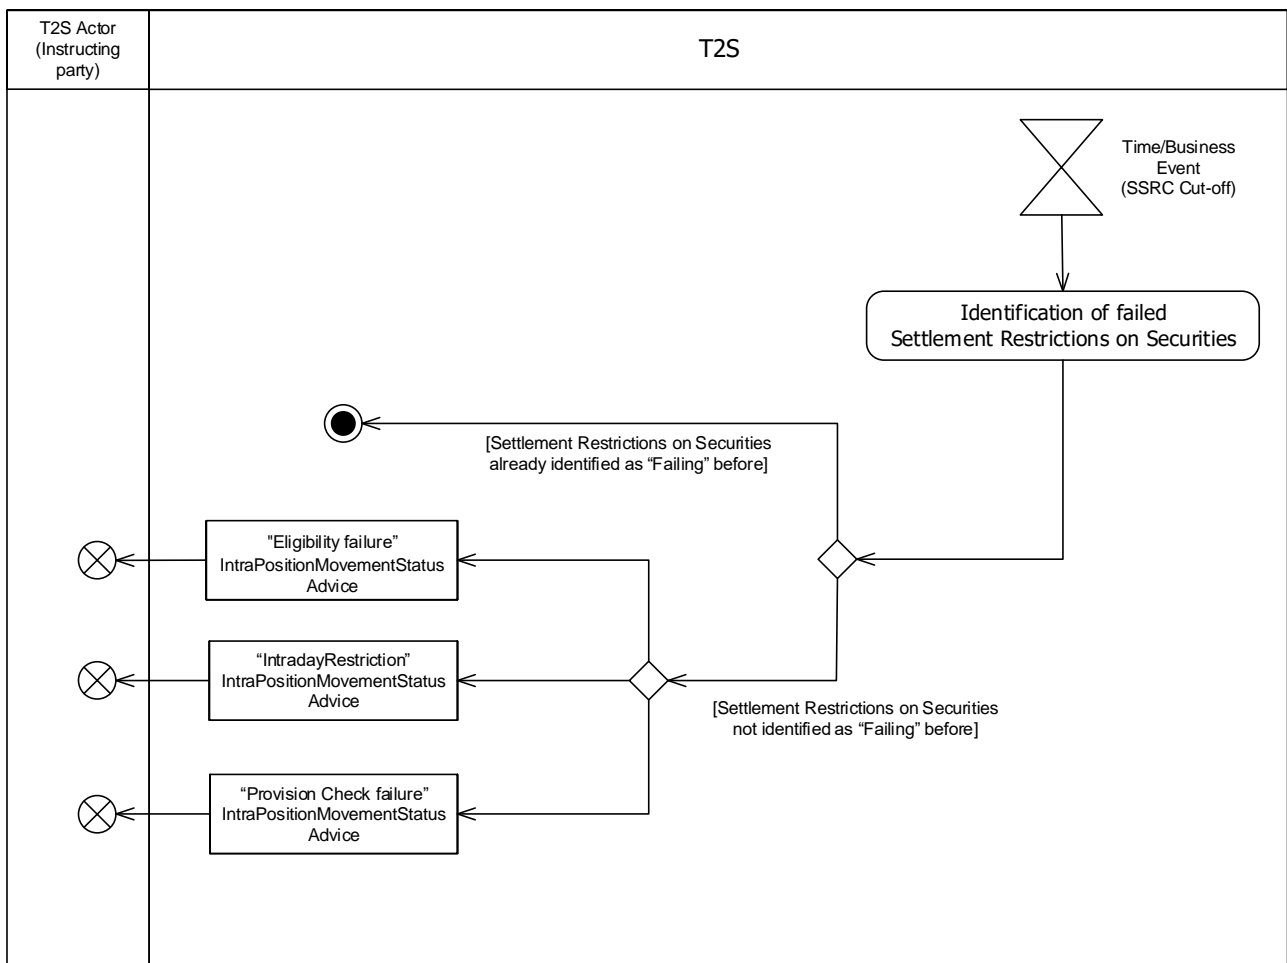 T2S Actor
(Instructing
party)
T2S
Time/Business
Event
(SSRC Cut-off)
Identification of failed
Settlement Restrictions on Securities
[Settlement Restrictions on Securities
already identified as “Failing” before]
"Eligibility failure”
IntraPositionMovementStatus
Advice
“IntradayRestriction”
IntraPositionMovementStatus
Advice
[Settlement Restrictions on Securities
not identified as “Failing” before]
“Provision Check failure”
IntraPositionMovementStatus
Advice